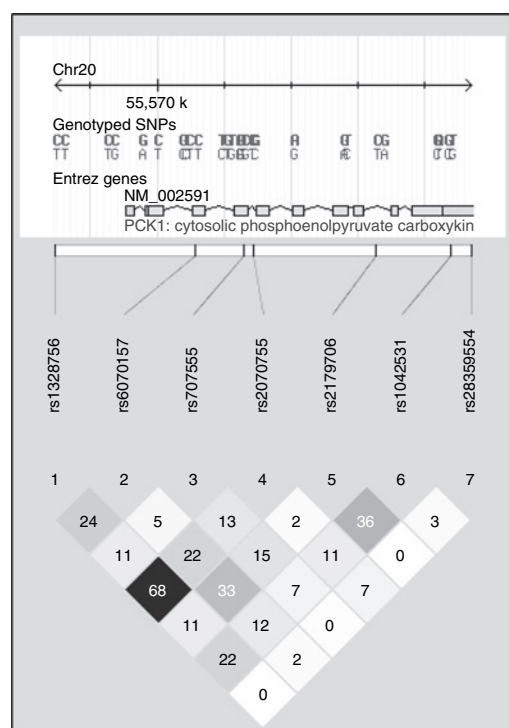 Chr20
55,570 k
Genotyped SNPs
Entrez genes
NM_002591
PCK1: cytosolic phosphoenolpyruvate carboxykin
rs1328756 rs6070157 rs707555 rs2070755 rs2179706 rs1042531 rs28359554
1 2 3 4 5 6 7
24 5 13 2 36 3
11 22 15 11 0
68 33 7 7
11 12 0
22 2
0